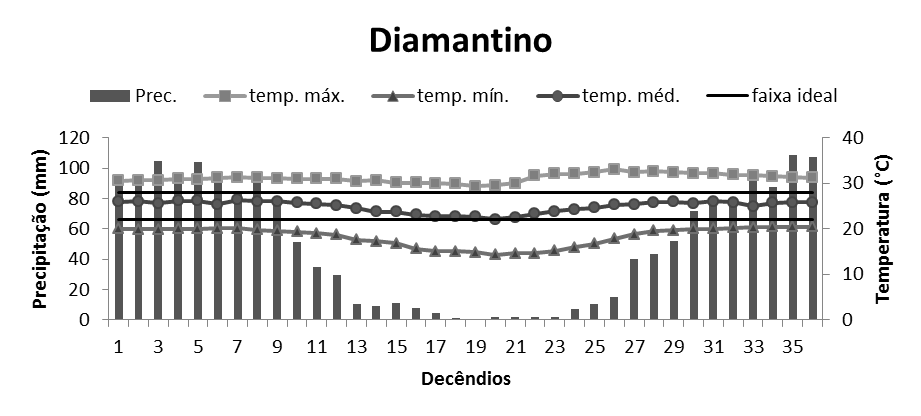 Diamantino
Prec. temp. máx. temp. mín. temp. méd. faixa ideal
Precipitação (mm)
120
100
80
60
40
20
0
40
30
20
10
0
Temperatura (°C)
1 3 5 7 9 11 13 15 17 19 21 23 25 27 29 31 33 35
Decêndios